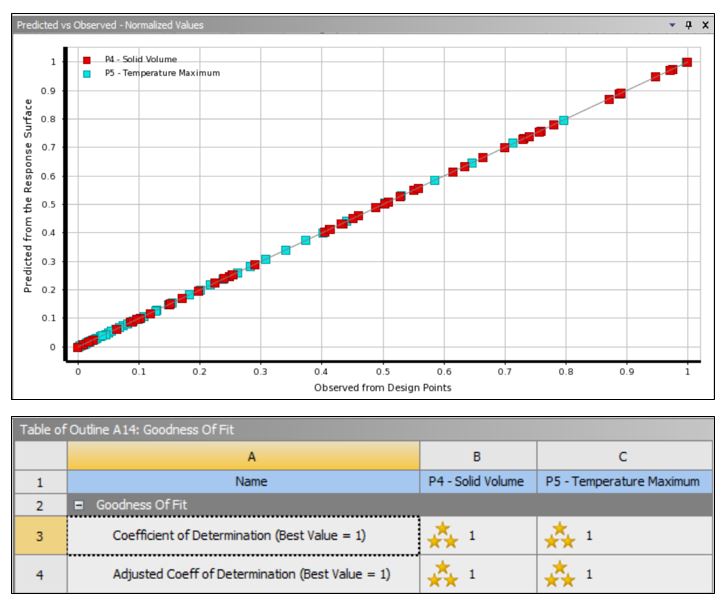 Predicted vs Observed - Normalized Values
P4 - Solid Volume
P5 - Temperature Maximum
Predicted from the Response Surface
1
0.9
0.8
0.7
0.6
0.5
0.4
0.3
0.2
0.1
0
0 0.1 0.2 0.3 0.4 0.5 0.6 0.7 0.8 0.9 1
Observed from Design Points
Table of Outline A14: Goodness Of Fit
A B C
1 Name P4 - Solid Volume P5 - Temperature Maximum
2 Goodness Of Fit
3 Coefficient of Determination (Best Value = 1) 1 1
4 Adjusted Coeff of Determination (Best Value = 1) 1 1